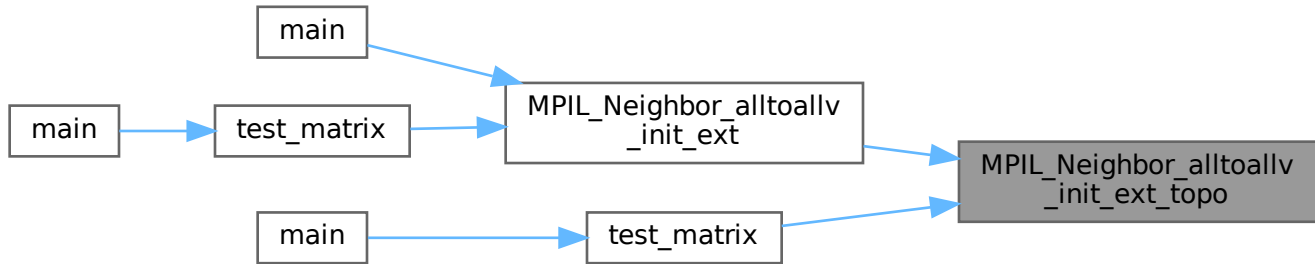 main
MPIL_Neighbor_alltoallv
_init_ext
main
test_matrix
MPIL_Neighbor_alltoallv
_init_ext_topo
main
test_matrix